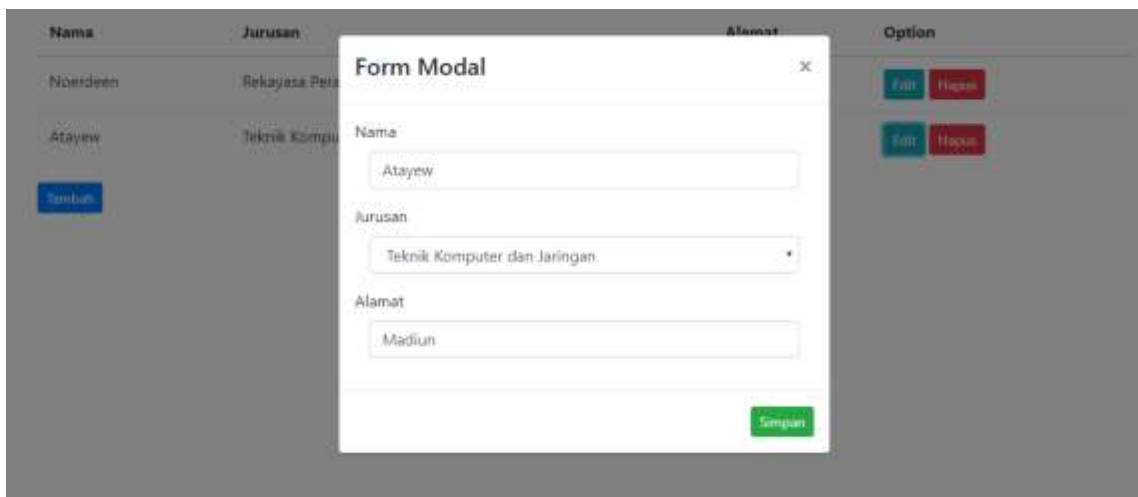 Nama Jurusan Alamat Option
Form Modal ×
Noerdeen Rekayasa Pera Edit Hapus
Nama
Atayew Teknik Kompu Edit Hapus
Atayew
Tambah
Jurusan
Teknik Komputer dan Jaringan
Alamat
Madiun
Simpan